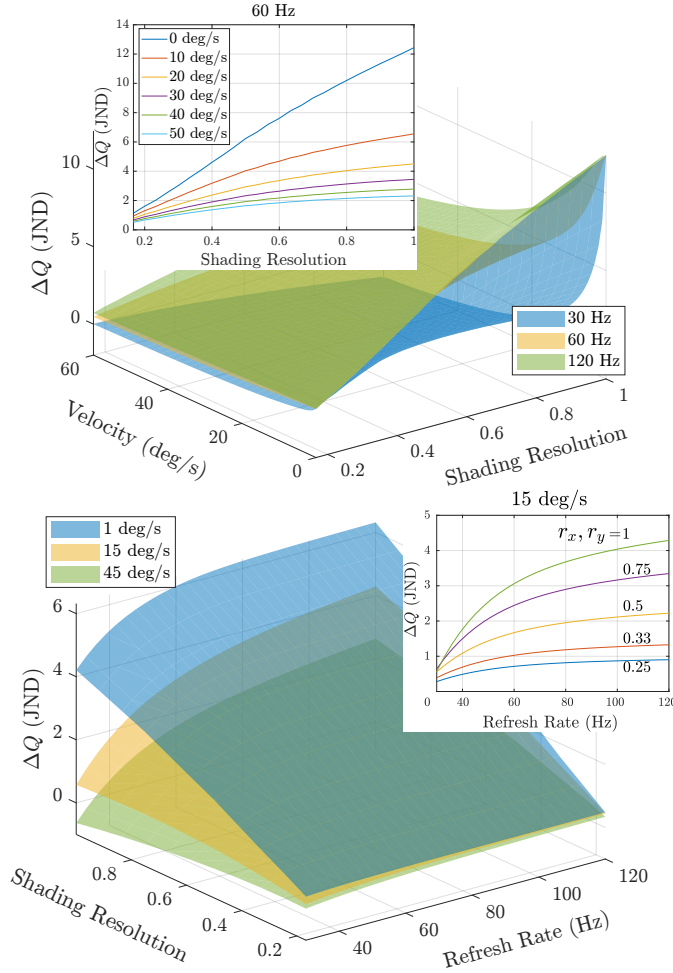 60 Hz
14
12
10
8
6
4
2
0
ΔQ (JND)
0 deg/s
10 deg/s
20 deg/s
30 deg/s
40 deg/s
50 deg/s
0.2
0.4
0.6
0.8
1
Shading Resolution
10
5
0
ΔQ (JND)
60
40
20
0
Velocity (deg/s)
0.2
0.4
0.6
0.8
1
Shading Resolution
30 Hz
60 Hz
120 Hz
1 deg/s
15 deg/s
45 deg/s
15 deg/s
5
4
3
2
1
0
ΔQ (JND)
r_x, r_y =1
0.75
0.5
0.33
0.25
40
60
80
100
120
Refresh Rate (Hz)
6
4
2
0
ΔQ (JND)
0.8
0.6
0.4
0.2
Shading Resolution
40
60
80
100
120
Refresh Rate (Hz)